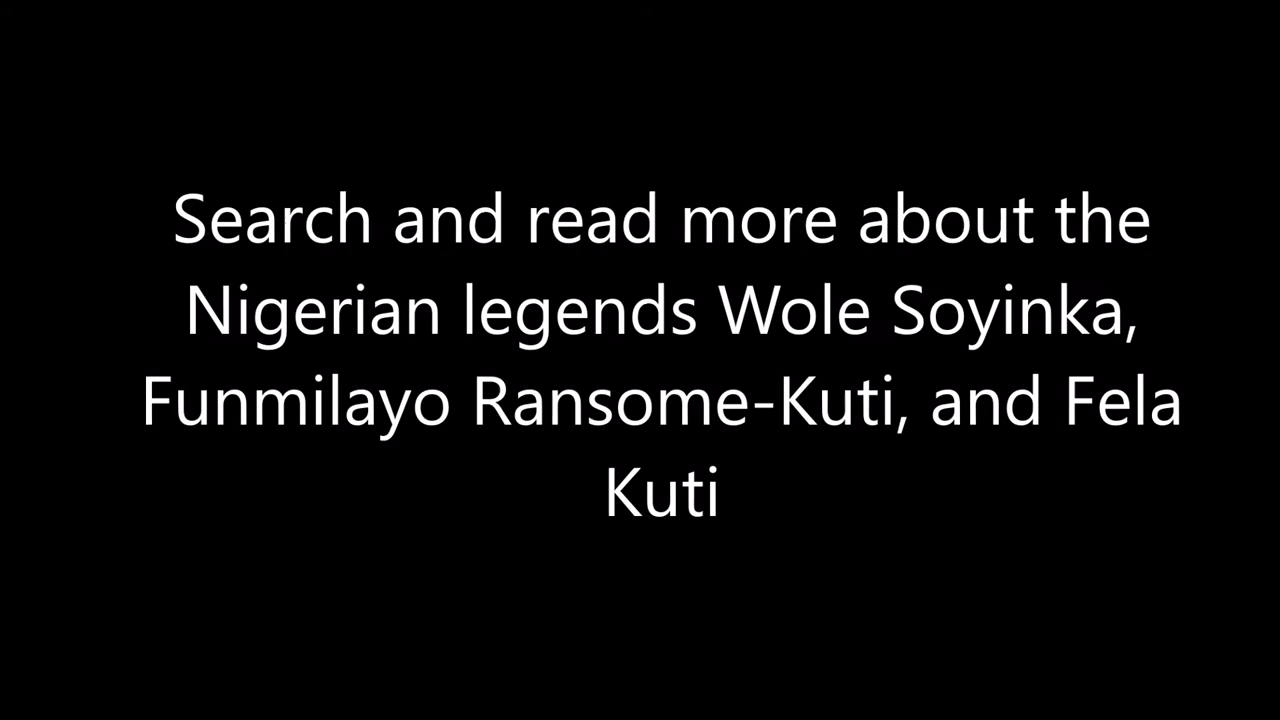 Search and read more about the
Nigerian legends Wole Soyinka,
Funmilayo Ransome-Kuti, and Fela
Kuti